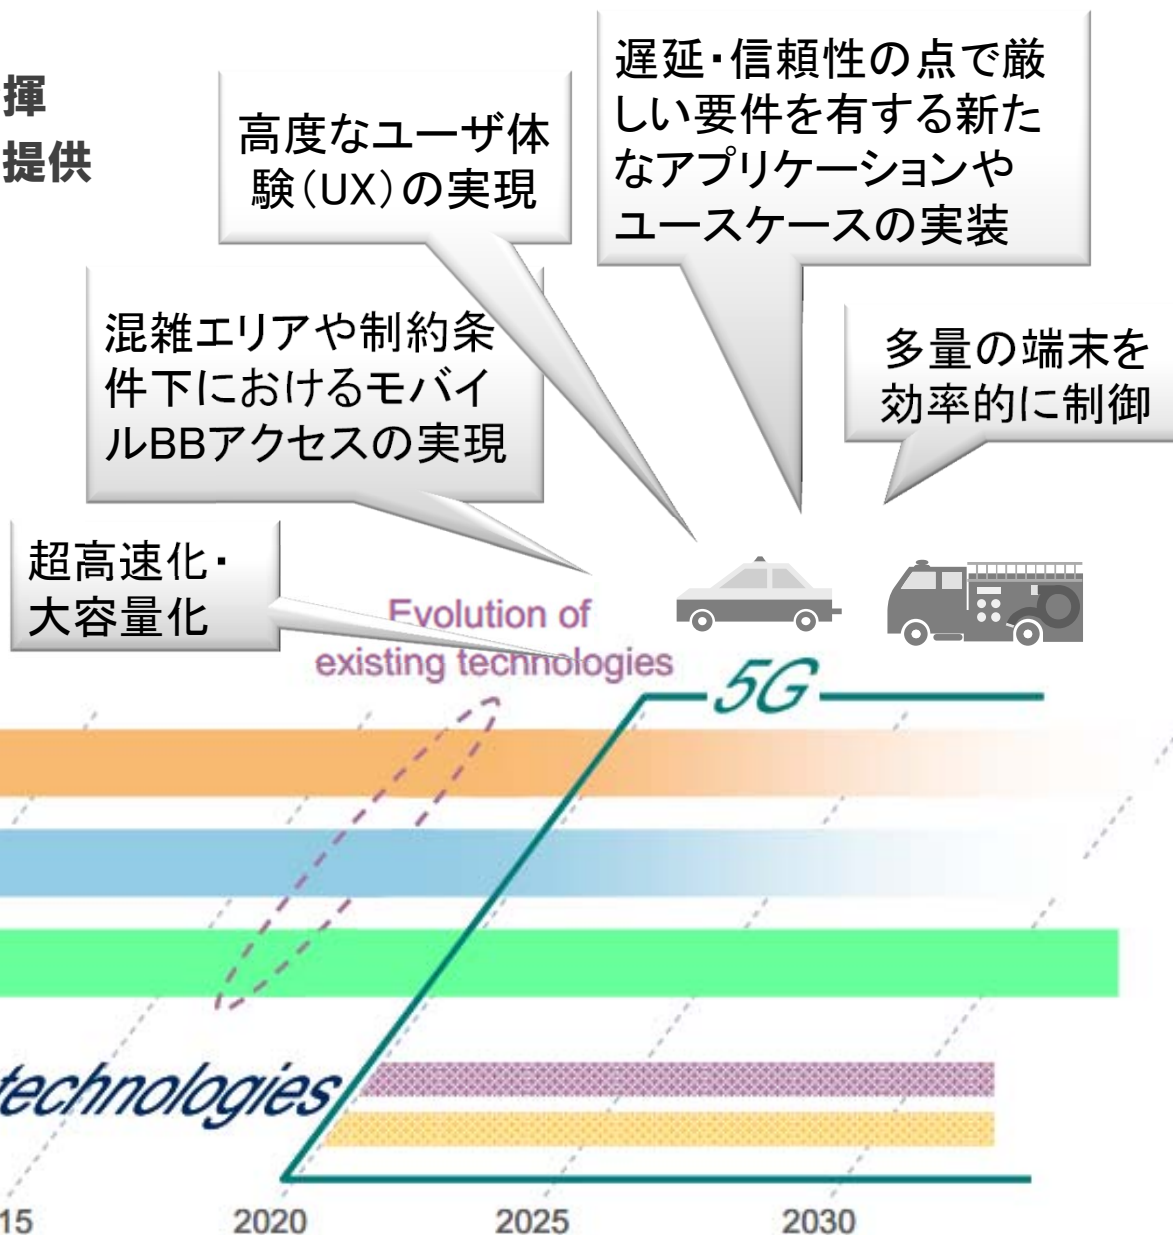 揮
提供
高度なユーザ体
験（UX）の実現
遅延・信頼性の点で厳
しい要件を有する新た
なアプリケーションや
ユースケースの実装
混雑エリアや制約条
件下におけるモバイ
ルBBアクセスの実現
多量の端末を
効率的に制御
超高速化・
大容量化
Evolution of
existing technologies
5G
technologies
15
2020
2025
2030